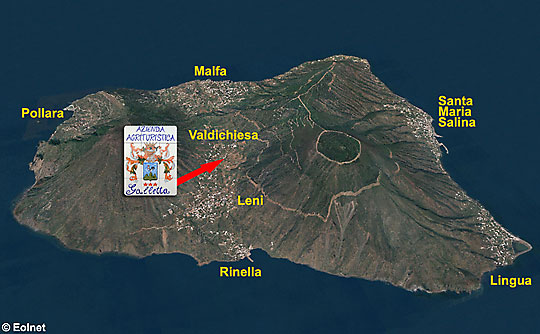 Malfa
Pollara
Santa
Maria
Salina
AZIENDA
AGRITURISTICA
Valdichiesa
Leni
Rinella
Lingua
© Eolnet